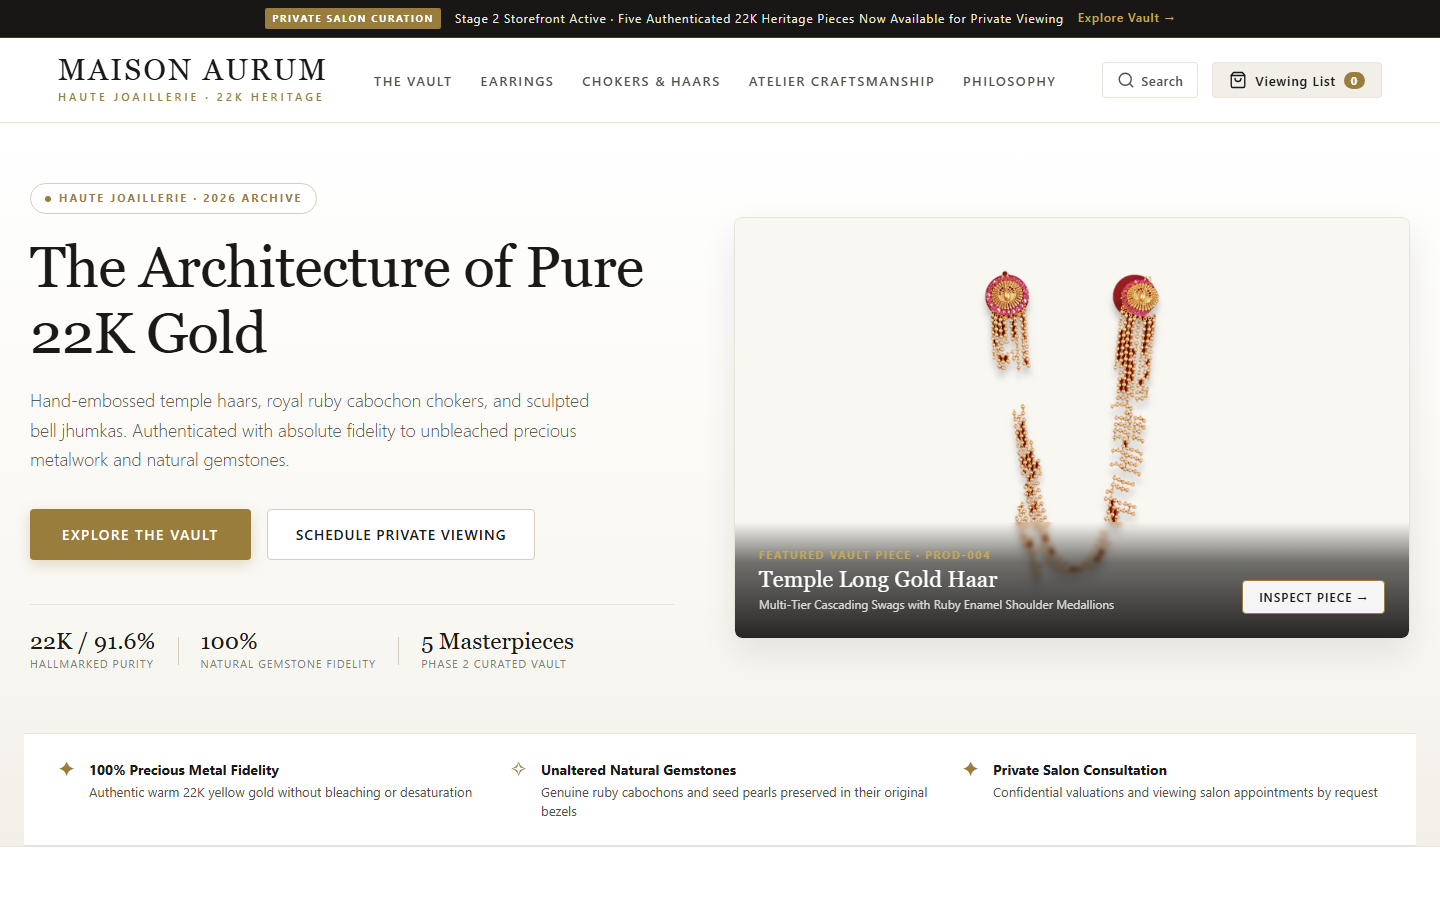 PRIVATE SALON CURATION Stage 2 Storefront Active · Five Authenticated 22K Heritage Pieces Now Available for Private Viewing Explore Vault →
MAISON AURUM
HAUTE JOAILLERIE · 22K HERITAGE
THE VAULT EARRINGS CHOKERS & HAARS ATELIER CRAFTSMANSHIP PHILOSOPHY
Search
Viewing List 0
HAUTE JOAILLERIE · 2026 ARCHIVE
The Architecture of Pure
22K Gold
Hand-embossed temple haars, royal ruby cabochon chokers, and sculpted
bell jhumkas. Authenticated with absolute fidelity to unbleached precious
metalwork and natural gemstones.
EXPLORE THE VAULT
SCHEDULE PRIVATE VIEWING
22K / 91.6%
HALLMARKED PURITY
100%
NATURAL GEMSTONE FIDELITY
5 Masterpieces
PHASE 2 CURATED VAULT
FEATURED VAULT PIECE · PROD-004
Temple Long Gold Haar
Multi-Tier Cascading Swags with Ruby Enamel Shoulder Medallions
INSPECT PIECE →
100% Precious Metal Fidelity
Authentic warm 22K yellow gold without bleaching or desaturation
Unaltered Natural Gemstones
Genuine ruby cabochons and seed pearls preserved in their original
bezels
Private Salon Consultation
Confidential valuations and viewing salon appointments by request